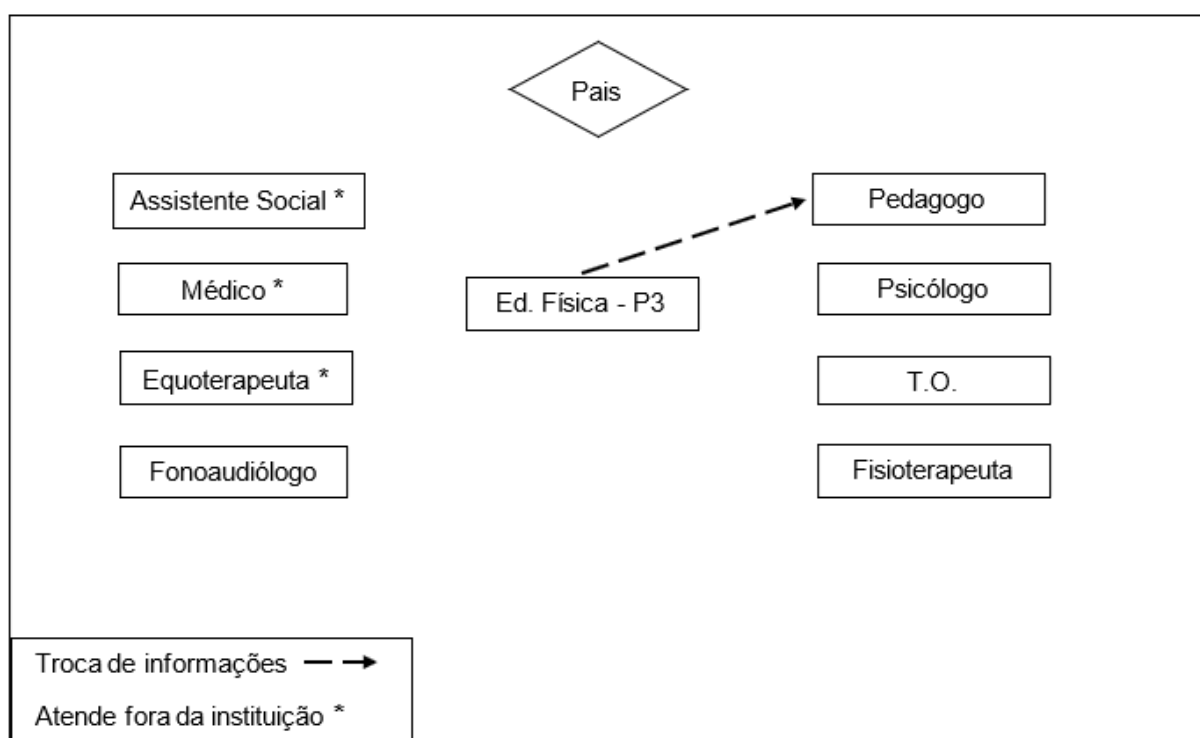 Pais
Assistente Social *
Pedagogo
Médico *
Ed. Física - P3
Psicólogo
Equoterapeuta *
T.O.
Fonoaudiólogo
Fisioterapeuta
Troca de informações
Atende fora da instituição *